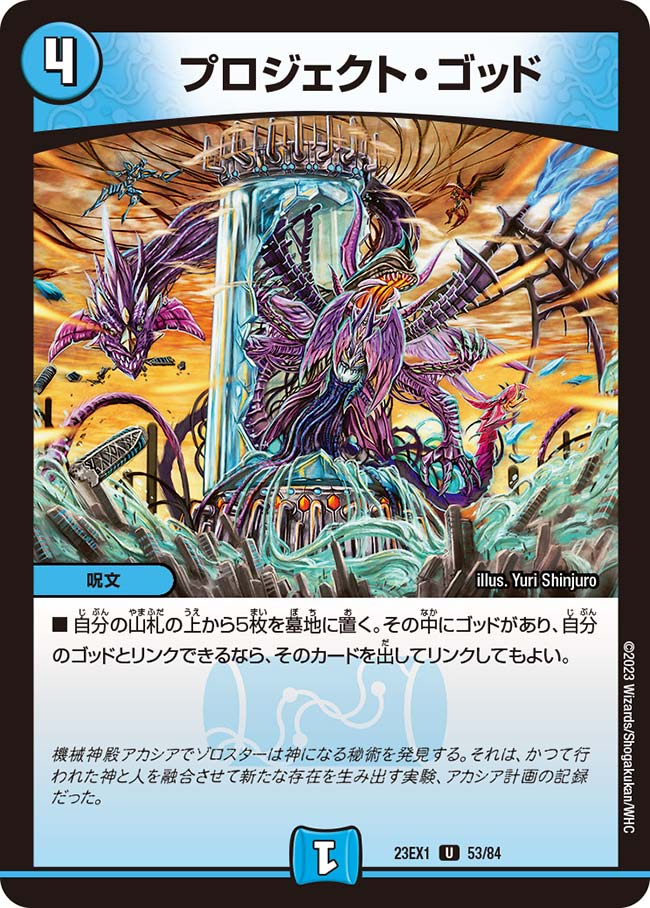 4
プロジェクト・ゴッド
illus. Yuri Shinjuro
呪文
■自分の山札の上から5枚を墓地に置く。その中にゴッドがあり、自分
のゴッドとリンクできるなら、そのカードを出してリンクしてもよい。
機械神殿アカシアでゾロスターは神になる秘術を発見する。それは、かつて行
われた神と人を融合させて新たな存在を生み出す実験、アカシア計画の記録
だった。
©2023 Wizards/Shogakukan/WHC
1
23EX1 U 53/84